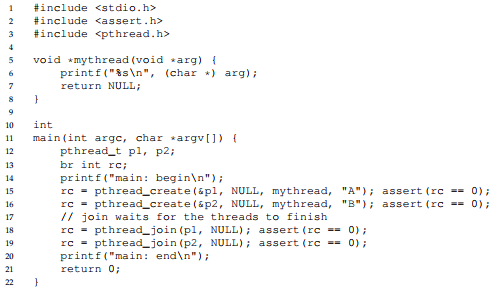 1 #include <stdio.h>
2 #include <assert.h>
3 #include <pthread.h>
4
5 void *mythread(void *arg) {
6     printf("%s\n", (char *) arg);
7     return NULL;
8 }
9
10 int
11 main(int argc, char *argv[]) {
12     pthread_t p1, p2;
13     br int rc;
14     printf("main: begin\n");
15     rc = pthread_create(&p1, NULL, mythread, "A"); assert(rc == 0);
16     rc = pthread_create(&p2, NULL, mythread, "B"); assert(rc == 0);
17     // join waits for the threads to finish
18     rc = pthread_join(p1, NULL); assert(rc == 0);
19     rc = pthread_join(p2, NULL); assert(rc == 0);
20     printf("main: end\n");
21     return 0;
22 }